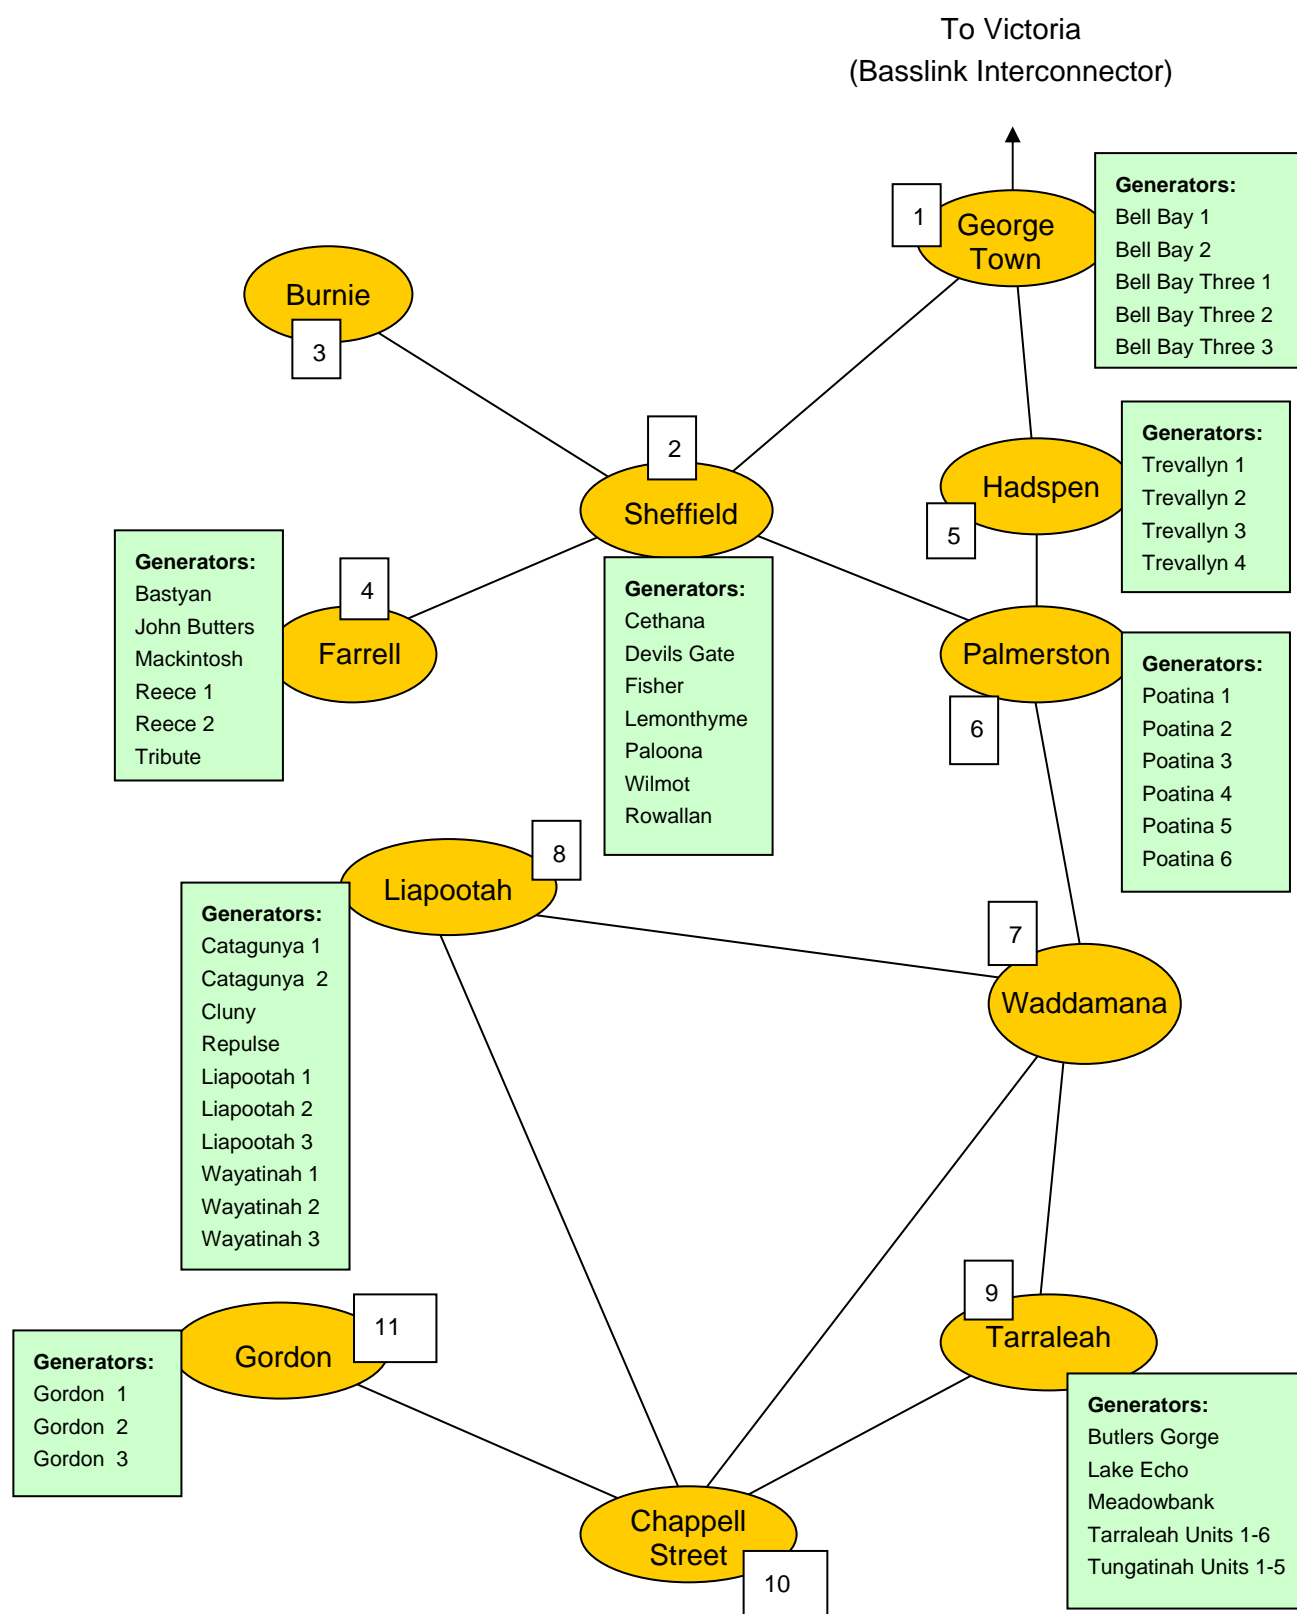 To Victoria
(Basslink Interconnector)
1
George
Town
Generators:
Bell Bay 1
Bell Bay 2
Bell Bay Three 1
Bell Bay Three 2
Bell Bay Three 3
Burnie
3
2
Sheffield
Generators:
Cethana
Devils Gate
Fisher
Lemonthyme
Paloona
Wilmot
Rowallan
Hadspen
5
Generators:
Trevallyn 1
Trevallyn 2
Trevallyn 3
Trevallyn 4
4
Farrell
Generators:
Bastyan
John Butters
Mackintosh
Reece 1
Reece 2
Tribute
Palmerston
6
Generators:
Poatina 1
Poatina 2
Poatina 3
Poatina 4
Poatina 5
Poatina 6
8
Liapootah
Generators:
Catagunya 1
Catagunya  2
Cluny
Repulse
Liapootah 1
Liapootah 2
Liapootah 3
Wayatinah 1
Wayatinah 2
Wayatinah 3
7
Waddamana
9
Tarraleah
Generators:
Butlers Gorge
Lake Echo
Meadowbank
Tarraleah Units 1-6
Tungatinah Units 1-5
11
Gordon
Generators:
Gordon  1
Gordon  2
Gordon  3
Chappell
Street
10